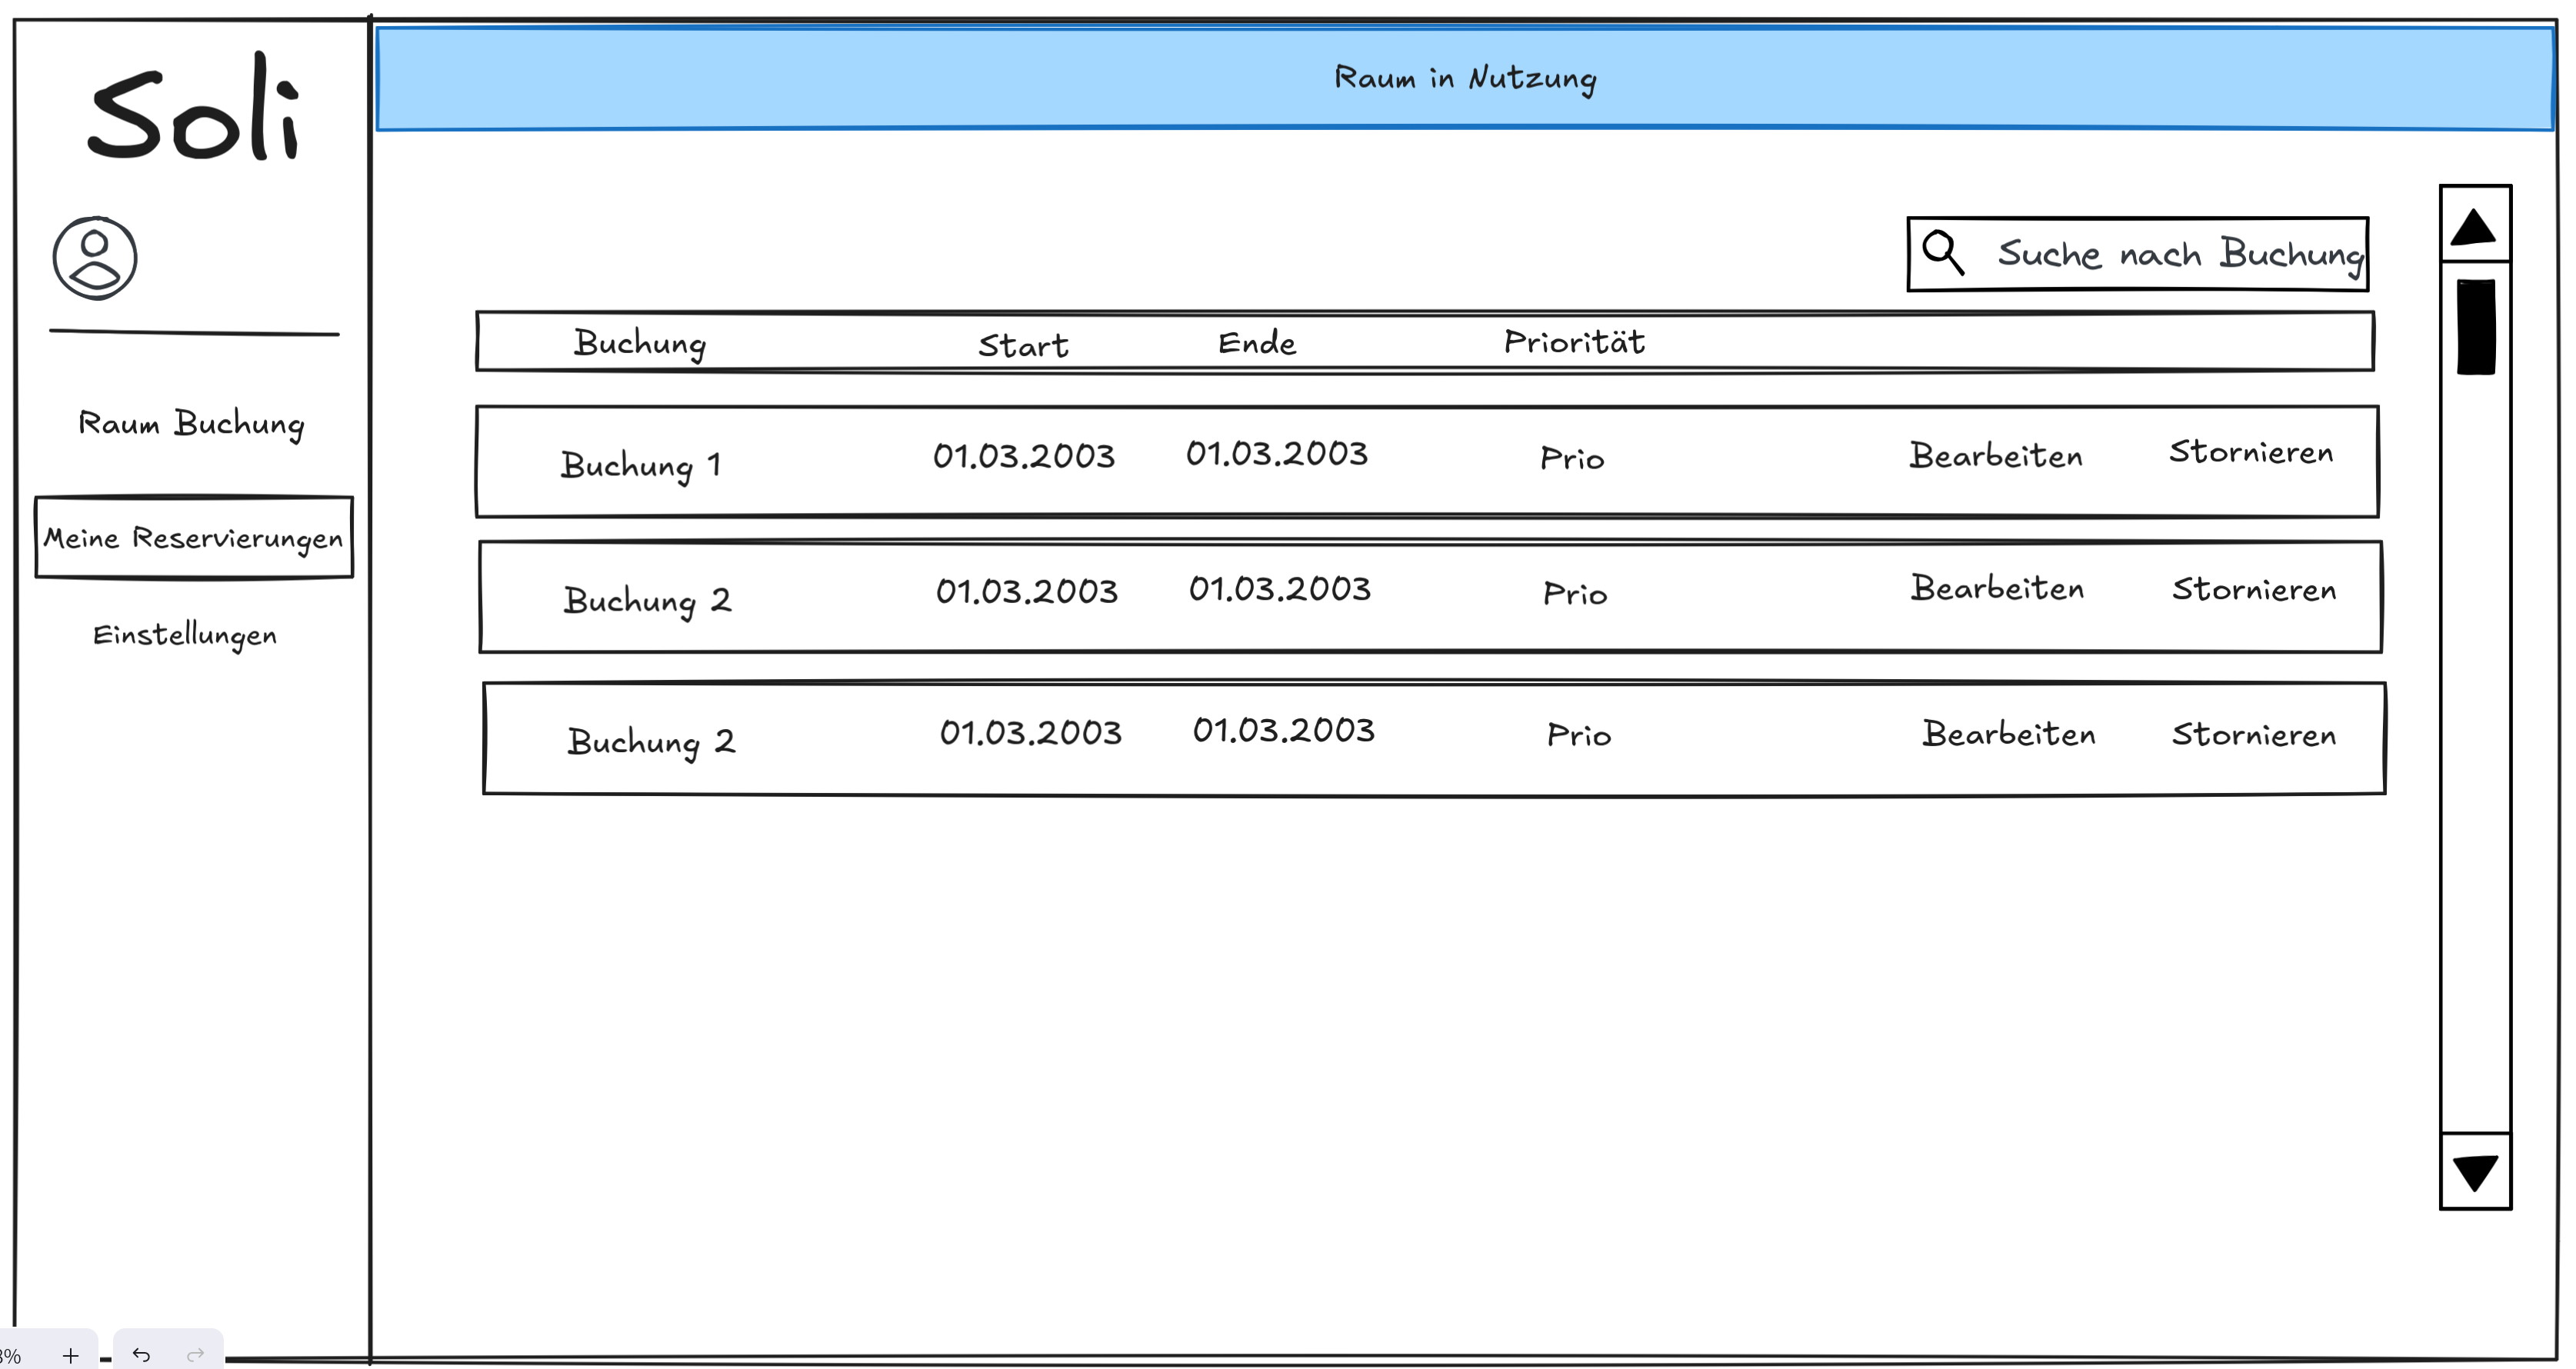 Soli
Raum in Nutzung
Suche nach Buchung
Buchung Start Ende Priorität
Raum Buchung
Buchung 1 01.03.2003 01.03.2003 Prio Bearbeiten Stornieren
Meine Reservierungen
Buchung 2 01.03.2003 01.03.2003 Prio Bearbeiten Stornieren
Einstellungen
Buchung 2 01.03.2003 01.03.2003 Prio Bearbeiten Stornieren